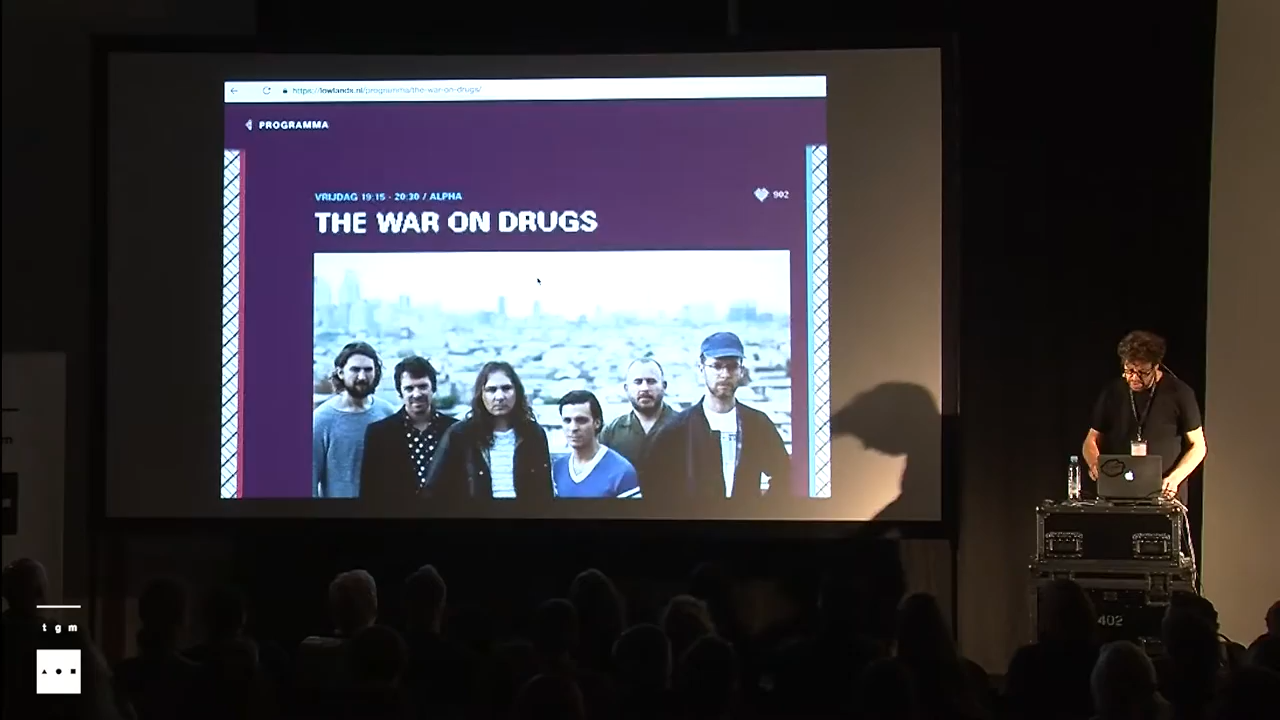 https://lowlands.nl/programma/the-war-on-drugs/
PROGRAMMA
VRIJDAG 19:15 - 20:30 / ALPHA
902
THE WAR ON DRUGS
402
t g m